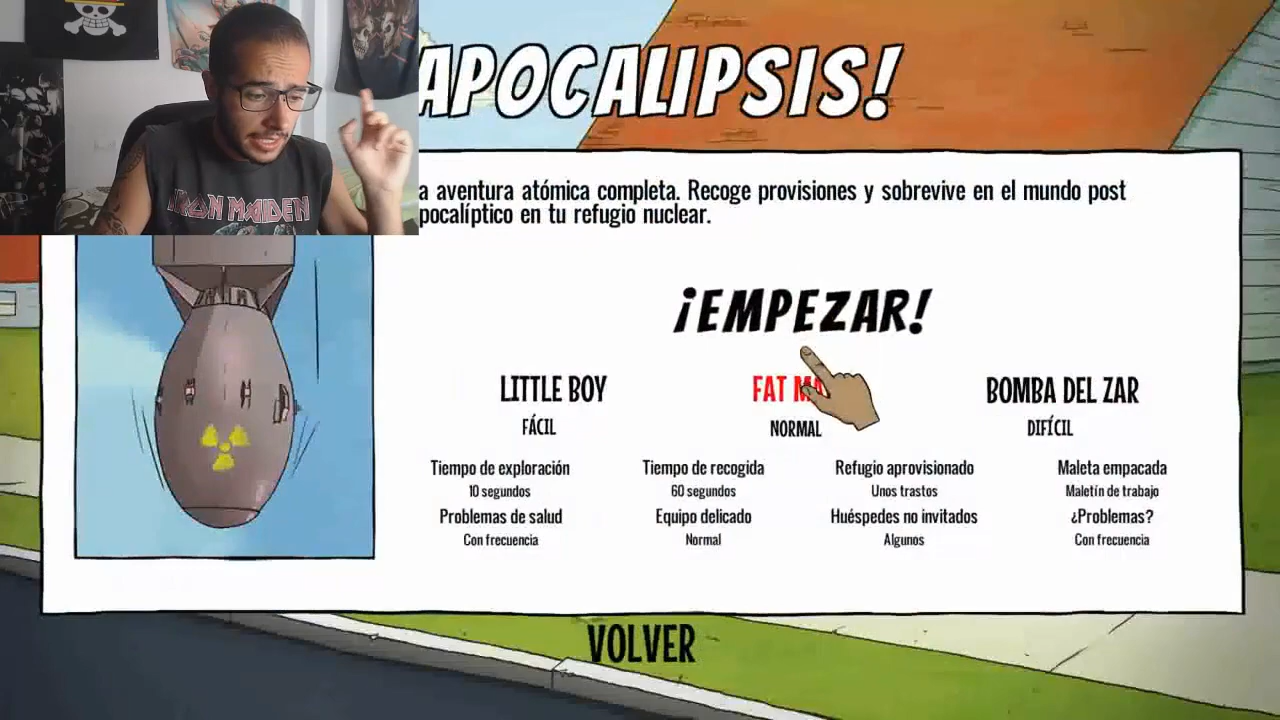 APOCALIPSIS!
IRON MAIDEN
a aventura atómica completa. Recoge provisiones y sobrevive en el mundo post
pocalíptico en tu refugio nuclear.
¡EMPEZAR!
LITTLE BOY
FAT
BOMBA DEL ZAR
FÁCIL
NORMAL
DIFÍCIL
Tiempo de exploración
Tiempo de recogida
Refugio aprovisionado
Maleta empacada
10 segundos
60 segundos
Unos trastos
Maletín de trabajo
Problemas de salud
Equipo delicado
Huéspedes no invitados
¿Problemas?
Con frecuencia
Normal
Algunos
Con frecuencia
VOLVER